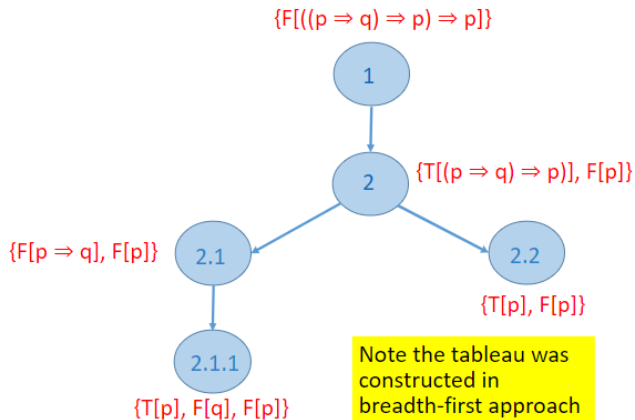 {F[((p ⇒ q) ⇒ p) ⇒ p]}
1
2
{T[(p ⇒ q) ⇒ p)], F[p]}
{F[p ⇒ q], F[p]}
2.1
2.2
{T[p], F[p]}
2.1.1
{T[p], F[q], F[p]}
Note the tableau was
constructed in
breadth-first approach